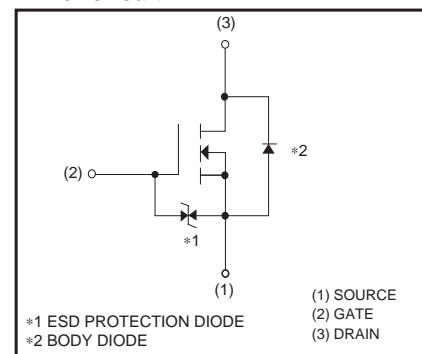 (3)
(2)
∗2
∗1
(1)
∗1 ESD PROTECTION DIODE
∗2 BODY DIODE
(1) SOURCE
(2) GATE
(3) DRAIN